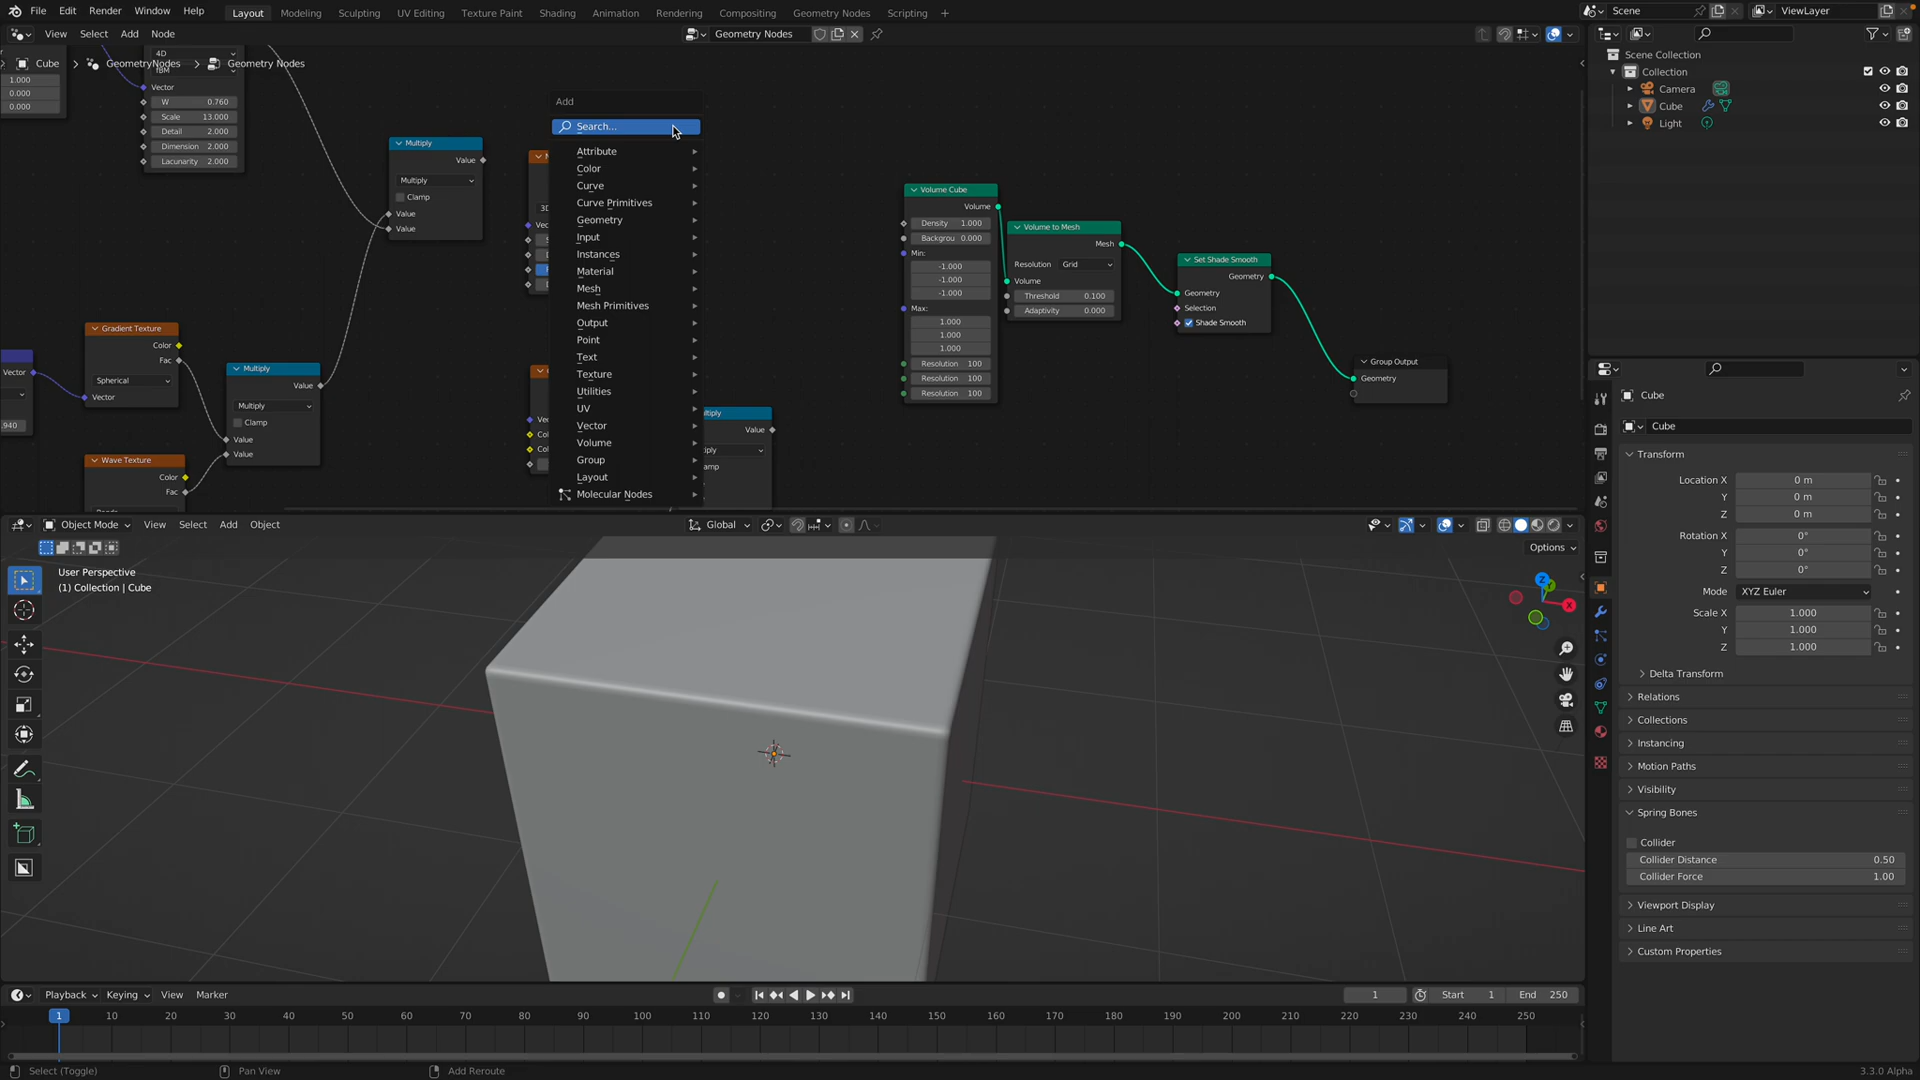 File Edit Render Window Help Layout Modeling Sculpting UV Editing Texture Paint Shading Animation Rendering Compositing Geometry Nodes Scripting + Scene ViewLayer
View Select Add Node Geometry Nodes
Cube > GeometryNodes > Geometry Nodes
4D
fBM
1.000
0.000
0.000
Vector
W 0.760
Scale 13.000
Detail 2.000
Dimension 2.000
Lacunarity 2.000
Multiply
Value
Multiply
Clamp
Value
Value
Vector
.940
Gradient Texture
Color
Fac
Spherical
Vector
Multiply
Value
Multiply
Clamp
Value
Value
Wave Texture
Color
Fac
Add
Search...
Attribute
Color
Curve
Curve Primitives
Geometry
Input
Instances
Material
Mesh
Mesh Primitives
Output
Point
Text
Texture
Utilities
UV
Vector
Volume
Group
Layout
Molecular Nodes
3D
Value
Volume Cube
Volume
Density 1.000
Backgrou 0.000
Min:
-1.000
-1.000
-1.000
Max:
1.000
1.000
1.000
Resolution 100
Resolution 100
Resolution 100
Volume to Mesh
Mesh
Resolution Grid
Volume
Threshold 0.100
Adaptivity 0.000
Set Shade Smooth
Geometry
Geometry
Selection
Shade Smooth
Group Output
Geometry
Scene Collection
Collection
Camera
Cube
Light
Cube
Cube
Transform
Location X 0 m
Y 0 m
Z 0 m
Rotation X 0°
Y 0°
Z 0°
Mode XYZ Euler
Scale X 1.000
Y 1.000
Z 1.000
Delta Transform
Relations
Collections
Instancing
Motion Paths
Visibility
Spring Bones
Collider
Collider Distance 0.50
Collider Force 1.00
Viewport Display
Line Art
Custom Properties
Object Mode View Select Add Object Global
Options
User Perspective
(1) Collection | Cube
Z
X
Playback Keying View Marker 1 Start 1 End 250
1 10 20 30 40 50 60 70 80 90 100 110 120 130 140 150 160 170 180 190 200 210 220 230 240 250
Select (Toggle) Pan View Add Reroute 3.3.0 Alpha